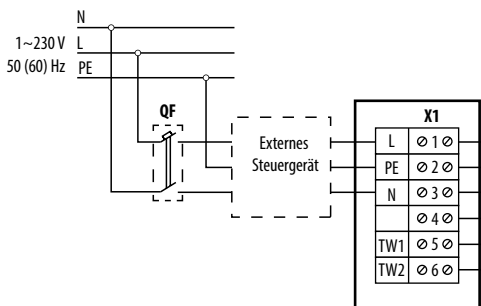 N
1~230 V L
50 (60) Hz PE
QF
Externes
Steuergerät
X1
L 1
PE 2
N 3
4
TW1 5
TW2 6